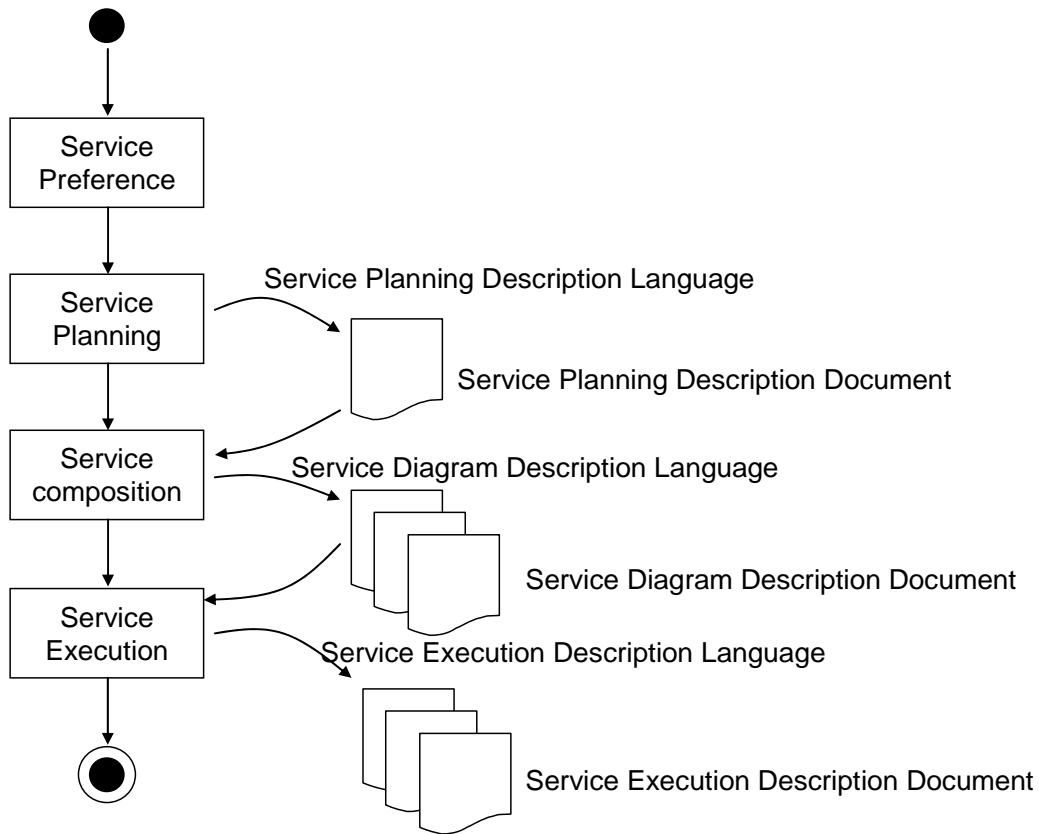 Service
Preference
Service
Planning
Service Planning Description Language
Service Planning Description Document
Service
composition
Service Diagram Description Language
Service Diagram Description Document
Service
Execution
Service Execution Description Language
Service Execution Description Document